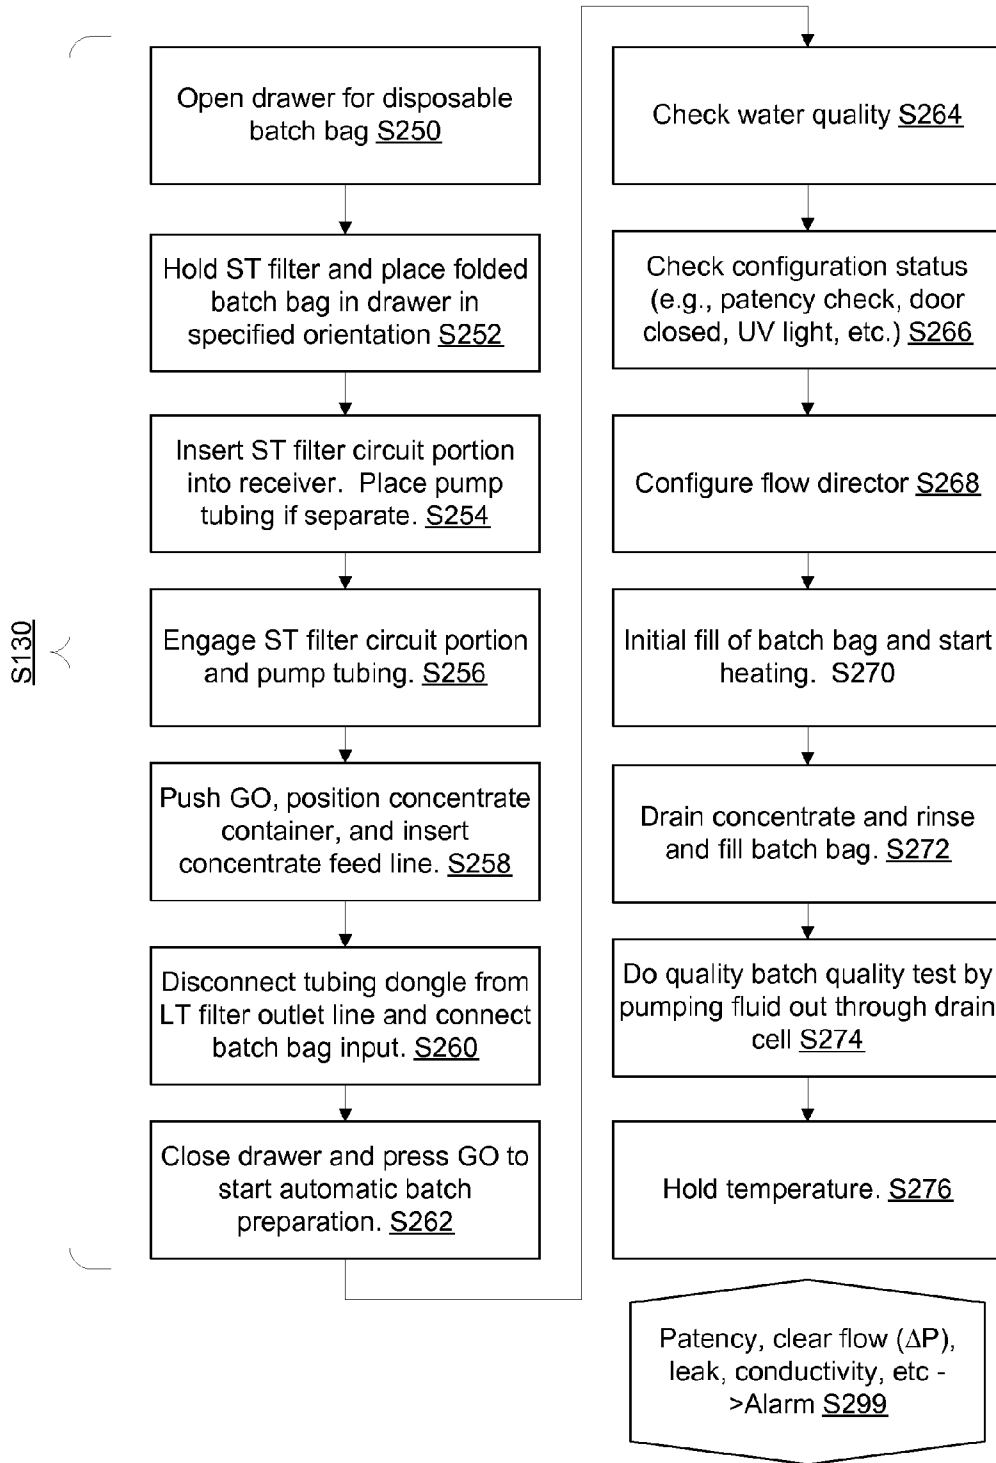 S130
Open drawer for disposable
batch bag S250
Hold ST filter and place folded
batch bag in drawer in
specified orientation S252
Insert ST filter circuit portion
into receiver.  Place pump
tubing if separate. S254
Engage ST filter circuit portion
and pump tubing. S256
Push GO, position concentrate
container, and insert
concentrate feed line. S258
Disconnect tubing dongle from
LT filter outlet line and connect
batch bag input. S260
Close drawer and press GO to
start automatic batch
preparation. S262
Check water quality S264
Check configuration status
(e.g., patency check, door
closed, UV light, etc.) S266
Configure flow director S268
Initial fill of batch bag and start
heating.  S270
Drain concentrate and rinse
and fill batch bag. S272
Do quality batch quality test by
pumping fluid out through drain
cell S274
Hold temperature. S276
Patency, clear flow (ΔP),
leak, conductivity, etc -
>Alarm S299